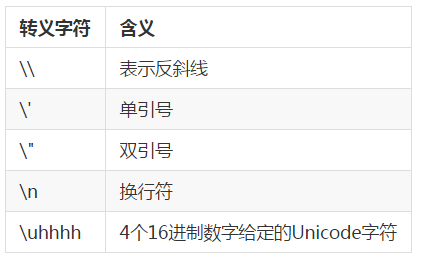 转义字符 含义
\\ 表示反斜线
\' 单引号
\" 双引号
\n 换行符
\uhhhh 4个16进制数字给定的Unicode字符